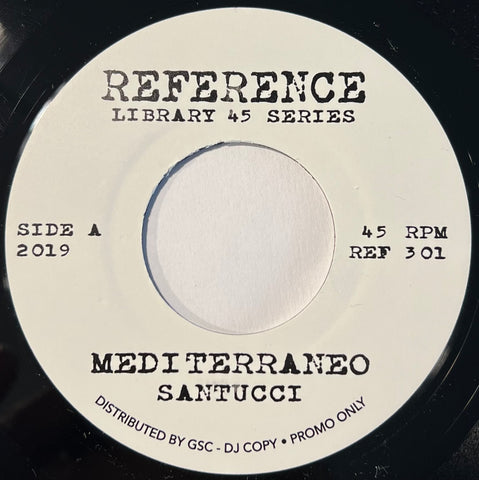 REFERENCE
LIBRARY 45 SERIES
SIDE A
2019
45 RPM
REF 301
MEDITERRANEO
SANTUCCI
DISTRIBUTED BY GSC - DJ COPY • PROMO ONLY